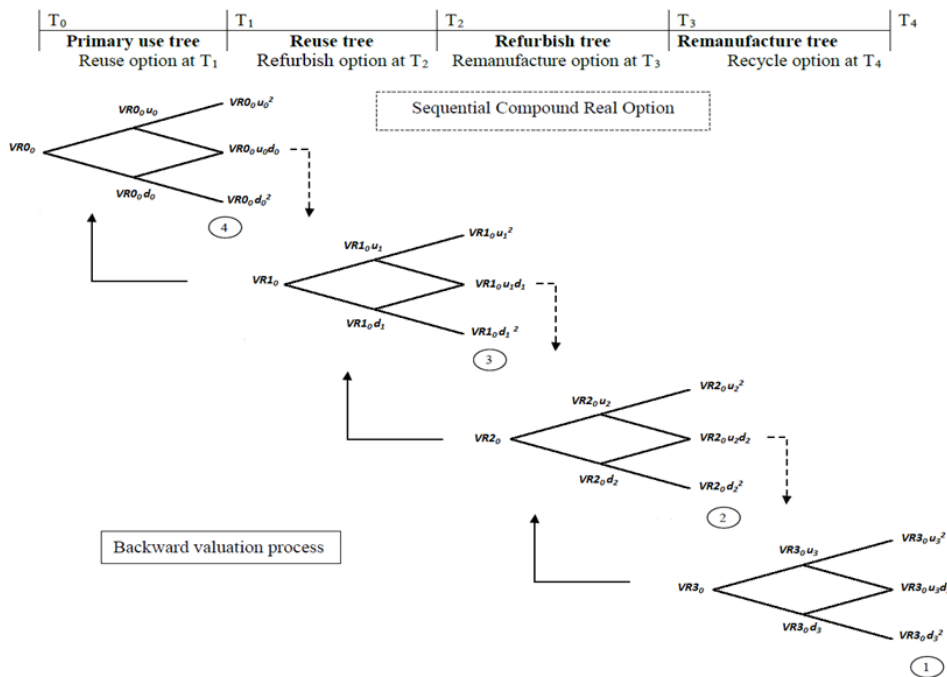 T₀ T₁ T₂ T₃ T₄
Primary use tree Reuse tree Refurbish tree Remanufacture tree
Reuse option at T₁ Refurbish option at T₂ Remanufacture option at T₃ Recycle option at T₄
Sequential Compound Real Option
VR0₀u₀²
VR0₀u₀
VR0₀ VR0₀u₀d₀
VR0₀d₀
VR0₀d₀²
4
VR1₀u₁²
VR1₀u₁
VR1₀ VR1₀u₁d₁
VR1₀d₁
VR1₀d₁²
3
VR2₀u₂²
VR2₀u₂
VR2₀ VR2₀u₂d₂
VR2₀d₂
VR2₀d₂²
2
Backward valuation process
VR3₀u₃²
VR3₀u₃
VR3₀ VR3₀u₃d
VR3₀d₃
VR3₀d₃²
1